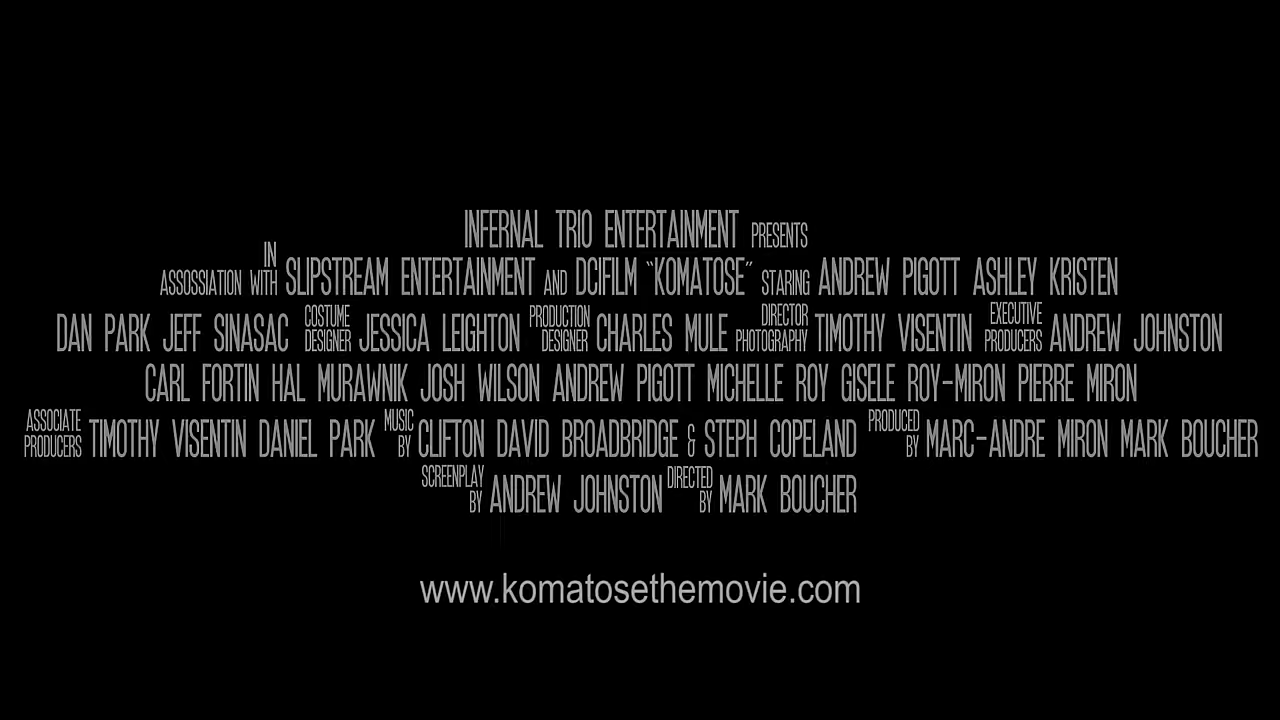 INFERNAL TRIO ENTERTAINMENT PRESENTS
IN ASSOSSIATION WITH SLIPSTREAM ENTERTAINMENT AND DCIFILM "KOMATOSE" STARING ANDREW PIGOTT ASHLEY KRISTEN
DAN PARK JEFF SINASAC COSTUME DESIGNER JESSICA LEIGHTON PRODUCTION DESIGNER CHARLES MULE DIRECTOR PHOTOGRAPHY TIMOTHY VISENTIN EXECUTIVE PRODUCERS ANDREW JOHNSTON
CARL FORTIN HAL MURAWNIK JOSH WILSON ANDREW PIGOTT MICHELLE ROY GISELE ROY-MIRON PIERRE MIRON
ASSOCIATE PRODUCERS TIMOTHY VISENTIN DANIEL PARK MUSIC BY CLIFTON DAVID BROADBRIDGE & STEPH COPELAND PRODUCED BY MARC-ANDRE MIRON MARK BOUCHER
SCREENPLAY BY ANDREW JOHNSTON DIRECTED BY MARK BOUCHER
www.komatosethemovie.com